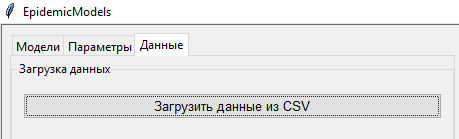 EpidemicModels
Модели Параметры Данные
Загрузка данных
Загрузить данные из CSV